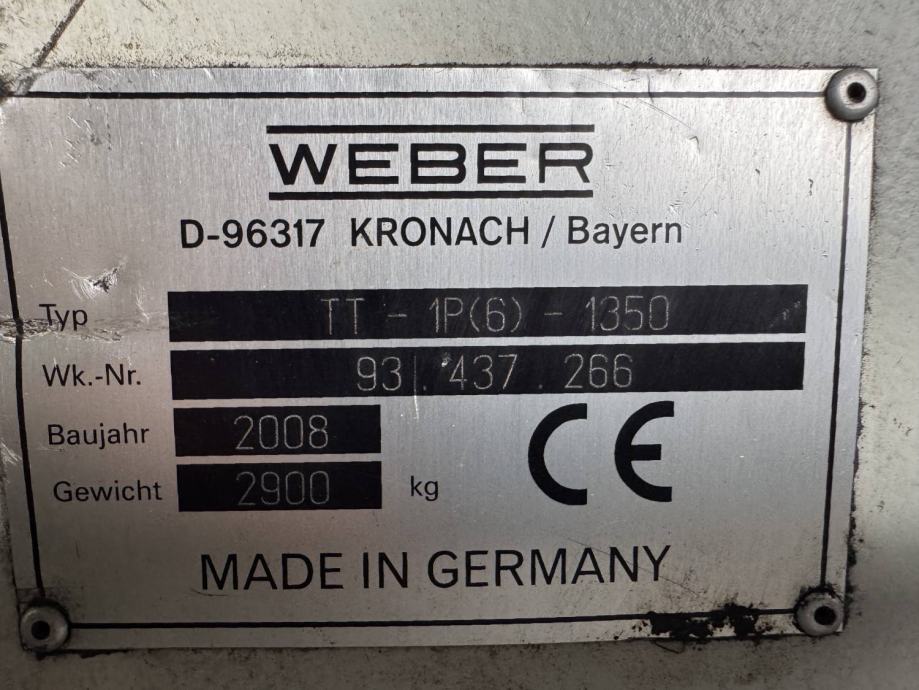 WEBER
D-96317 KRONACH / Bayern
Typ TT - 1P(6) - 1350
Wk.-Nr. 93.437.266
Baujahr 2008
Gewicht 2900 kg
CE
MADE IN GERMANY